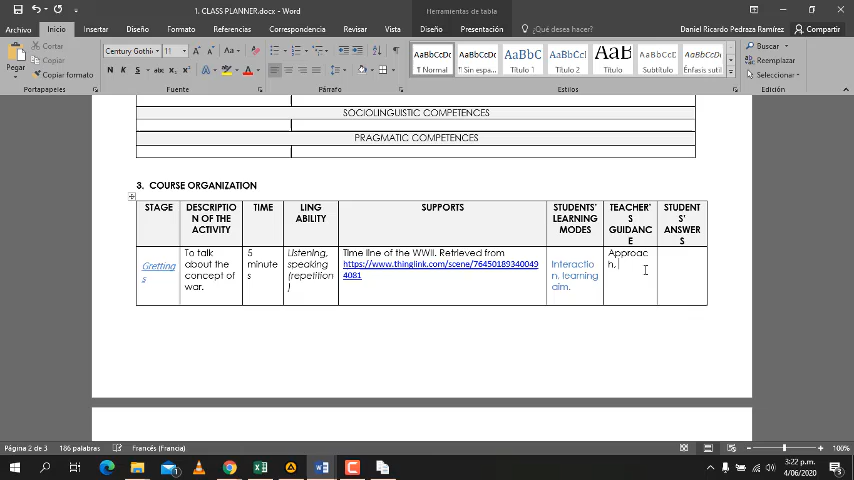 1. CLASS PLANNER.docx - Word
Herramientas de tabla
Archivo Inicio Insertar Diseño Formato Referencias Correspondencia Revisar Vista Diseño Presentación ¿Qué desea hacer? Daniel Ricardo Pedraza Ramírez Compartir
Pegar
Cortar
Copiar
Copiar formato
Century Gothic 11
N K S abc x₂ x² A
AaBbCcDc AaBbCcDc AaBbC AaBbCcl AaB AaBbCcD AaBbCcDc
¶ Normal ¶ Sin espa... Título 1 Título 2 Título Subtítulo Énfasis sutil
Buscar
Reemplazar
Seleccionar
Portapapeles Fuente Párrafo Estilos Edición
SOCIOLINGUISTIC COMPETENCES
PRAGMATIC COMPETENCES
3. COURSE ORGANIZATION
STAGE
DESCRIPTIO
N OF THE
ACTIVITY
TIME
LING
ABILITY
SUPPORTS
STUDENTS'
LEARNING
MODES
TEACHER'
S
GUIDANC
E
STUDENT
S'
ANSWER
S
Gretting
s
To talk
about the
concept of
war.
5
minute
s
Listening,
speaking
(repetition
)
Time line of the WWII. Retrieved from
https://www.thinglink.com/scene/76450189340049
4081
Interactio
n. learning
aim.
Approac
h,
Página 2 de 3 186 palabras Francés (Francia) 100%
3:22 p.m.
4/06/2020